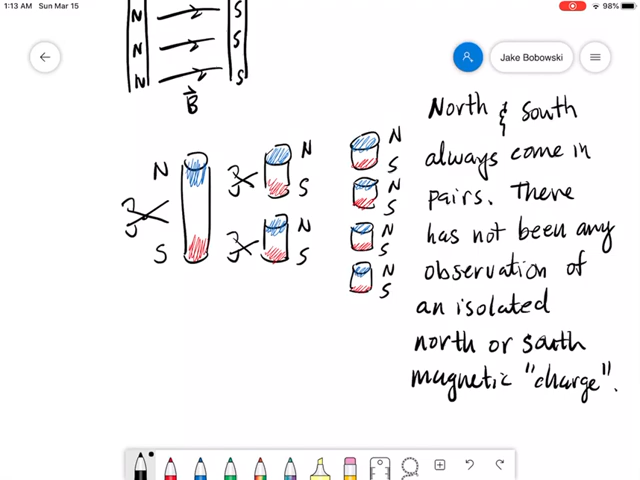 1:13 AM Sun Mar 15
98%
Jake Bobowski
N S
N S
N S
B
N
S
N
S
N
S
N
S
N
S
N
S
N
S
North & South
always come in
pairs. There
has not been any
observation of
an isolated
north or south
magnetic "charge".